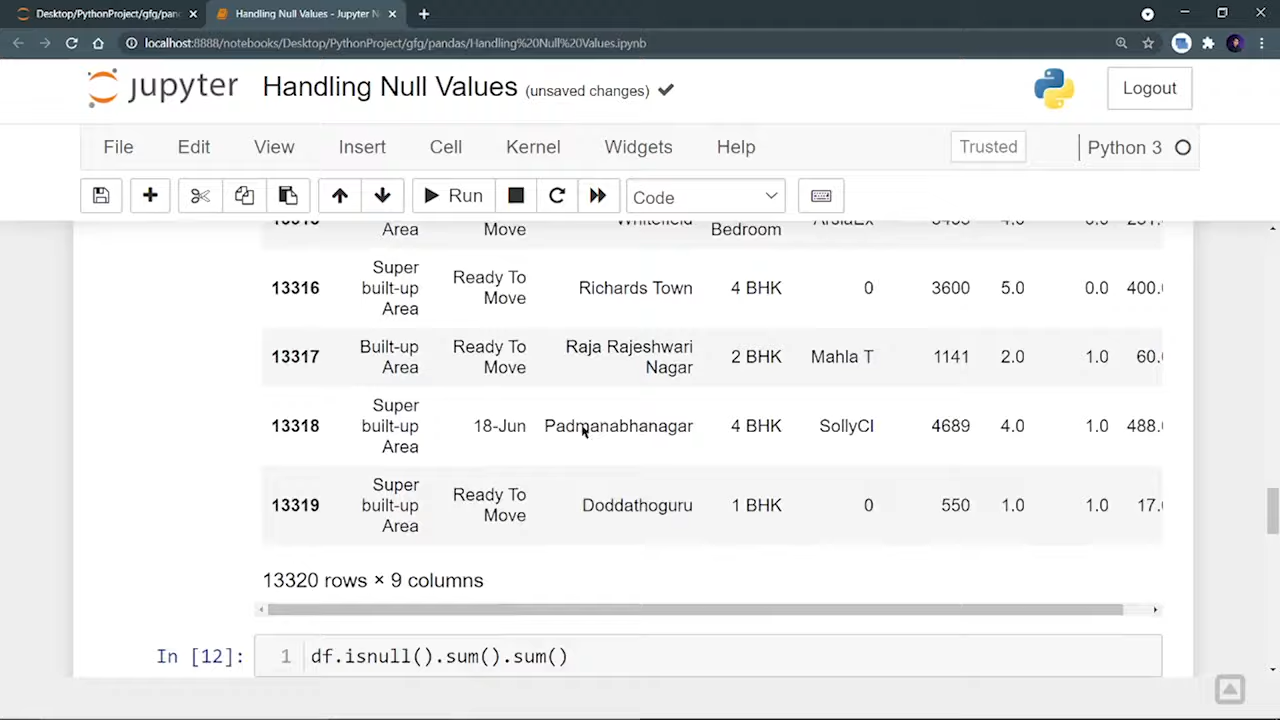 Desktop/PythonProject/gfg/pan
Handling Null Values - Jupyter N
localhost:8888/notebooks/Desktop/PythonProject/gfg/pandas/Handling%20Null%20Values.ipynb
jupyter Handling Null Values (unsaved changes) Logout
File Edit View Insert Cell Kernel Widgets Help Trusted Python 3
Run Code
Area Move Whitefield Bedroom ArsiaEx
Super
built-up
Area
Ready To
Move
13316 Richards Town 4 BHK 0 3600 5.0 0.0 400.
Built-up
Area
Ready To
Move
Raja Rajeshwari
Nagar
13317 2 BHK Mahla T 1141 2.0 1.0 60.
Super
built-up
Area
13318 18-Jun Padmanabhanagar 4 BHK SollyCl 4689 4.0 1.0 488.
Super
built-up
Area
Ready To
Move
13319 Doddathoguru 1 BHK 0 550 1.0 1.0 17.
13320 rows × 9 columns
In [12]: 1 df.isnull().sum().sum()